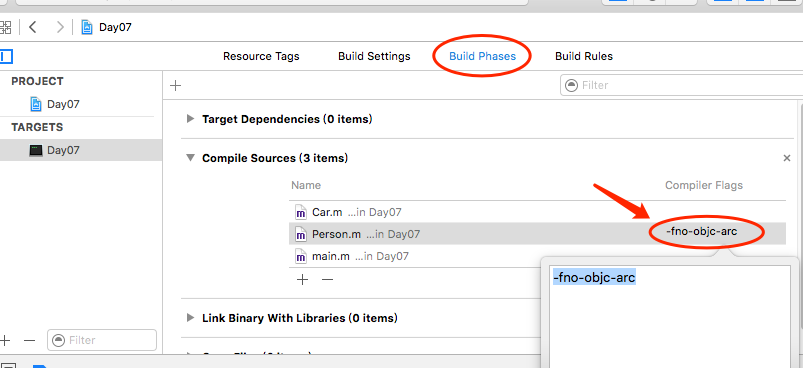 Day07
Resource Tags Build Settings Build Phases Build Rules
PROJECT
Day07
TARGETS
Day07
Filter
Target Dependencies (0 items)
Compile Sources (3 items)
Name Compiler Flags
Car.m ...in Day07
Person.m ...in Day07 -fno-objc-arc
main.m ...in Day07
-fno-objc-arc
Link Binary With Libraries (0 items)
Filter